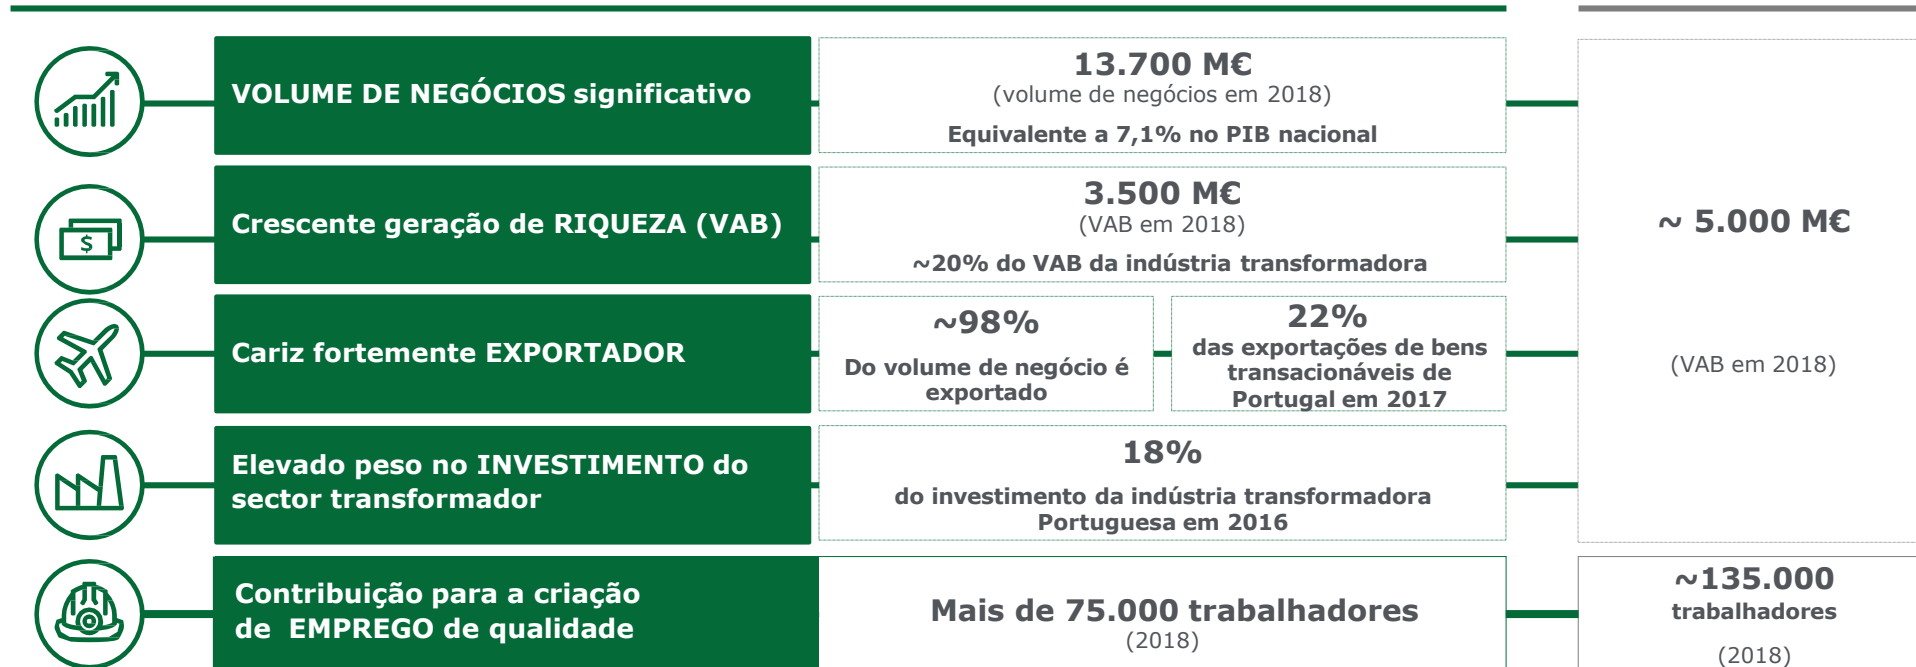 VOLUME DE NEGÓCIOS significativo
13.700 M€
(volume de negócios em 2018)
Equivalente a 7,1% no PIB nacional
$
Crescente geração de RIQUEZA (VAB)
3.500 M€
(VAB em 2018)
~20% do VAB da indústria transformadora
Cariz fortemente EXPORTADOR
~98%
Do volume de negócio é
exportado
22%
das exportações de bens
transacionáveis de
Portugal em 2017
Elevado peso no INVESTIMENTO do
sector transformador
18%
do investimento da indústria transformadora
Portuguesa em 2016
~ 5.000 M€
(VAB em 2018)
Contribuição para a criação
de EMPREGO de qualidade
Mais de 75.000 trabalhadores
(2018)
~135.000
trabalhadores
(2018)